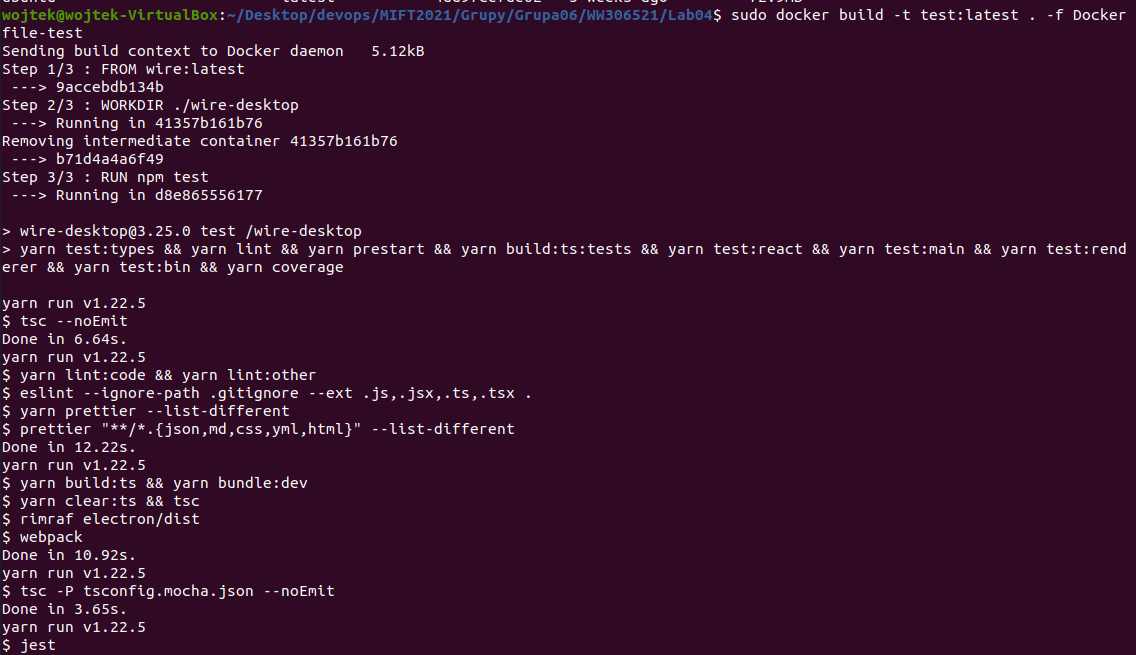 wojtek@wojtek-VirtualBox:~/Desktop/devops/MIFT2021/Grupy/Grupa06/WW306521/Lab04$ sudo docker build -t test:latest . -f Docker
file-test
Sending build context to Docker daemon   5.12kB
Step 1/3 : FROM wire:latest
 ---> 9accebdb134b
Step 2/3 : WORKDIR ./wire-desktop
 ---> Running in 41357b161b76
Removing intermediate container 41357b161b76
 ---> b71d4a4a6f49
Step 3/3 : RUN npm test
 ---> Running in d8e865556177

> wire-desktop@3.25.0 test /wire-desktop
> yarn test:types && yarn lint && yarn prestart && yarn build:ts:tests && yarn test:react && yarn test:main && yarn test:rend
erer && yarn test:bin && yarn coverage

yarn run v1.22.5
$ tsc --noEmit
Done in 6.64s.
yarn run v1.22.5
$ yarn lint:code && yarn lint:other
$ eslint --ignore-path .gitignore --ext .js,.jsx,.ts,.tsx .
$ yarn prettier --list-different
$ prettier "**/*.{json,md,css,yml,html}" --list-different
Done in 12.22s.
yarn run v1.22.5
$ yarn build:ts && yarn bundle:dev
$ yarn clear:ts && tsc
$ rimraf electron/dist
$ webpack
Done in 10.92s.
yarn run v1.22.5
$ tsc -P tsconfig.mocha.json --noEmit
Done in 3.65s.
yarn run v1.22.5
$ jest